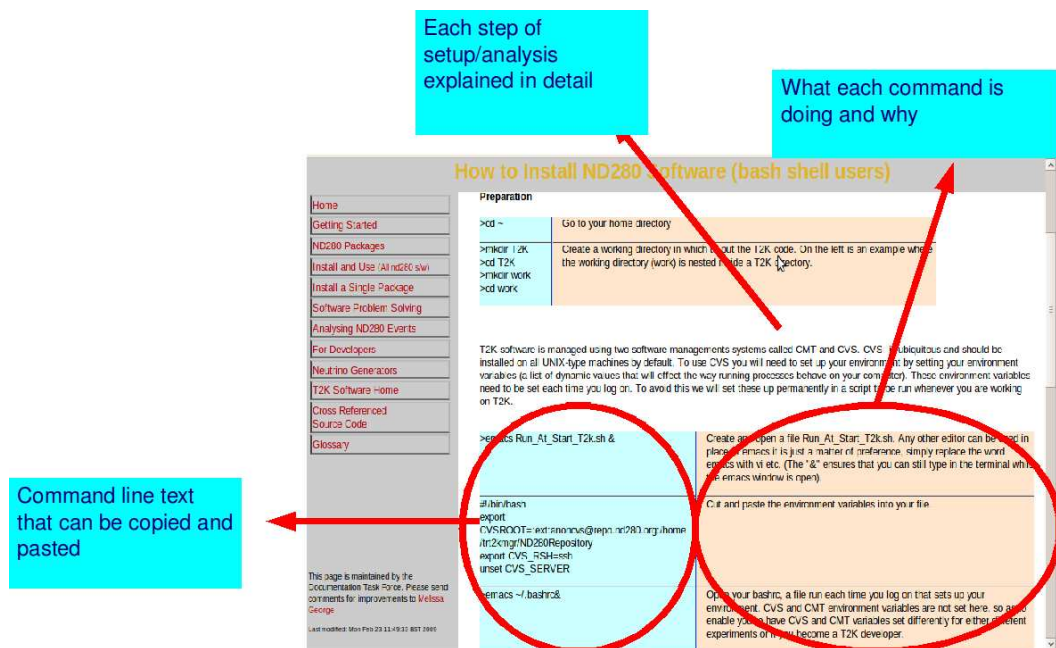 Each step of
setup/analysis
explained in detail
What each command is
doing and why
How to Install ND280 Software (bash shell users)
Home
Getting Started
ND280 Packages
Install and Use (All nd280 s/w)
Install a Single Package
Software Problem Solving
Analysing ND280 Events
For Developers
Neutrino Generators
T2K Software Home
Cross Referenced
Source Code
Glossary
This page is maintained by the
Documentation Task Force. Please send
comments for improvements to Melissa
George
Last modified: Mon Feb 23 11:49:33 BST 2009
Preparation
>cd ~
Go to your home directory
>mkdir T2K
>cd T2K
>mkdir work
>cd work
Create a working directory in which to put the T2K code. On the left is an example where
the working directory (work) is nested inside a T2K directory.
T2K software is managed using two software managements systems called CMT and CVS. CVS is ubiquitous and should be
installed on all UNIX-type machines by default. To use CVS you will need to set up your environment by setting your environment
variables (a list of dynamic values that will effect the way running processes behave on your computer). These environment variables
need to be set each time you log on. To avoid this we will set these up permanently in a script to be run whenever you are working
on T2K.
>emacs Run_At_Start_T2k.sh &
Create and open a file Run_At_Start_T2k.sh. Any other editor can be used in
place of emacs it is just a matter of preference, simply replace the word
emacs with vi etc. (The "&" ensures that you can still type in the terminal while
the emacs window is open).
#!/bin/bash
export
CVSROOT=:ext:anoncvs@repo.nd280.org:/home
/trt2kmgr/ND280Repository
export CVS_RSH=ssh
unset CVS_SERVER
Cut and paste the environment variables into your file
>emacs ~/.bashrc&
Open your bashrc, a file run each time you log on that sets up your
environment. CVS and CMT environment variables are not set here, so as to
enable you to have CVS and CMT variables set differently for either different
experiments or if you become a T2K developer.
Command line text
that can be copied and
pasted